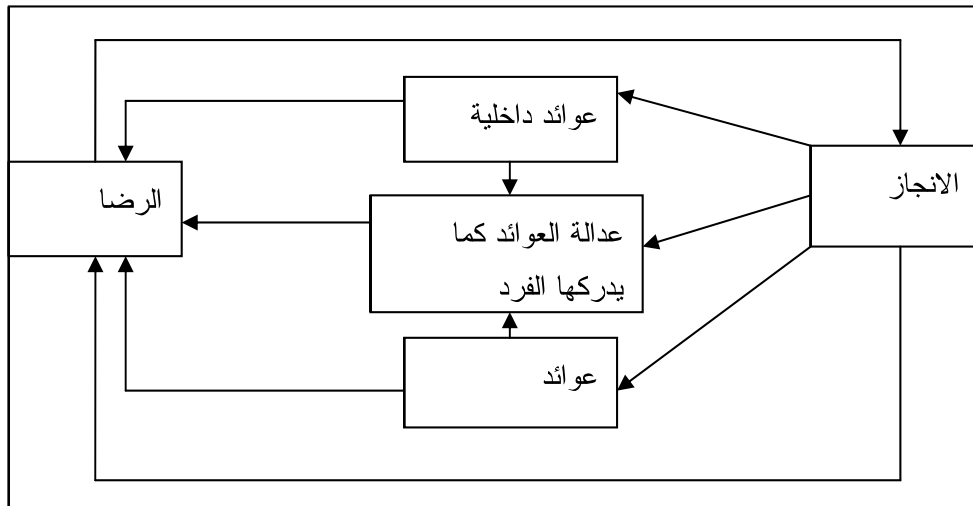 عوائد داخلية
الانجاز
الرضا
عدالة العوائد كما
يدركها الفرد
عوائد